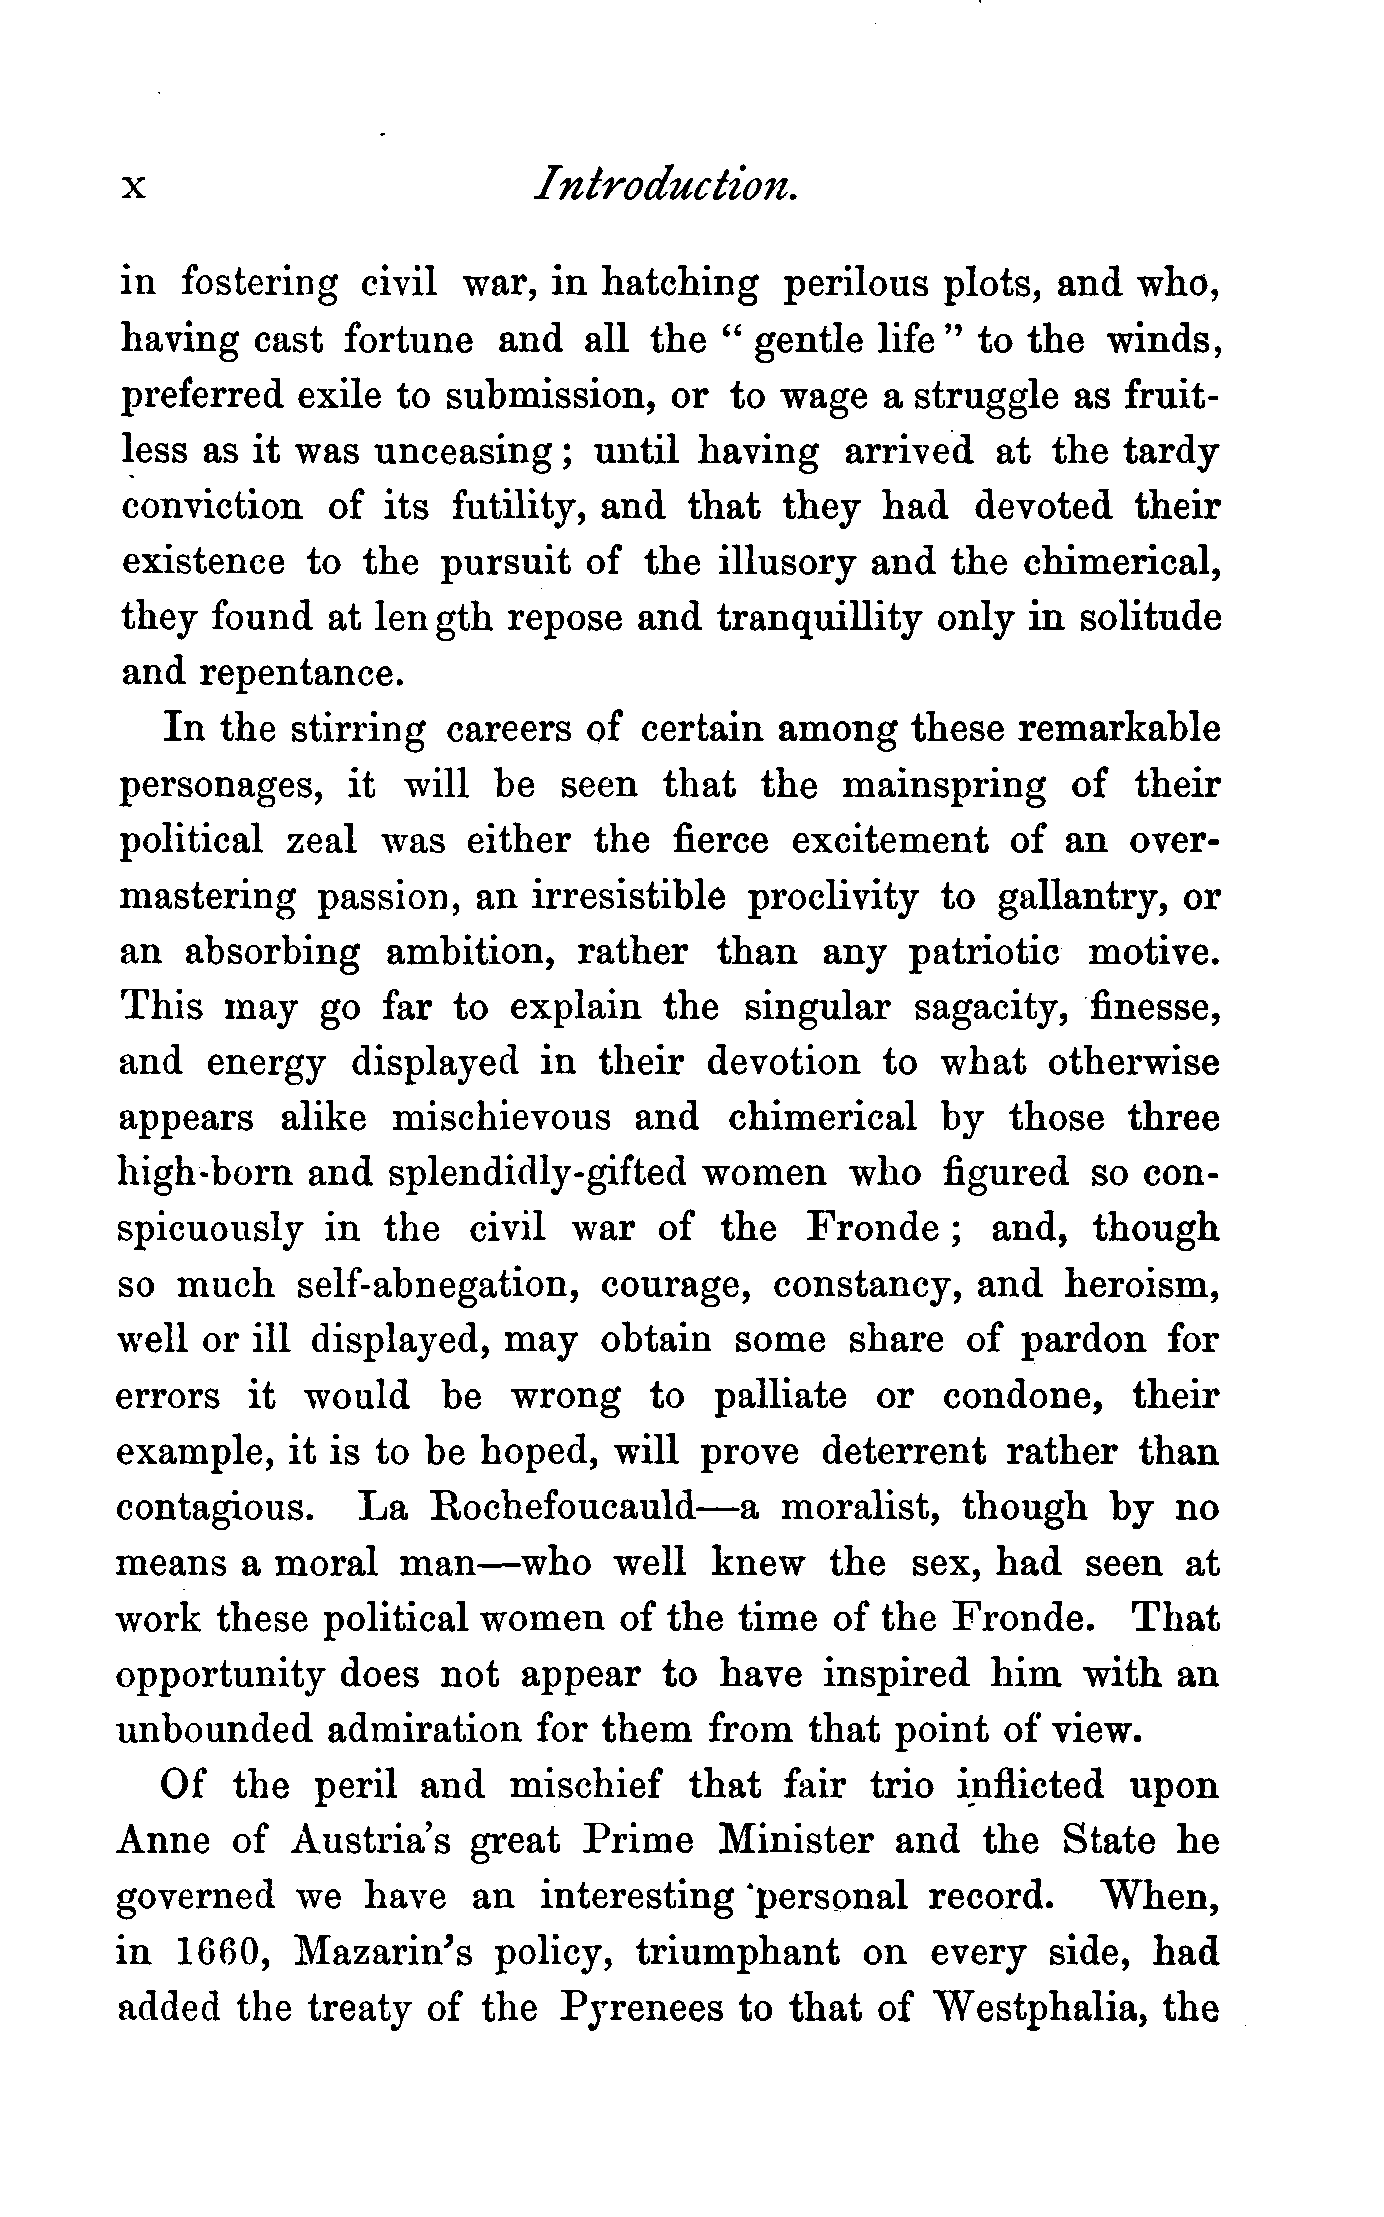 x Introduction.
in fostering civil war, in hatching perilous plots, and who,
having cast fortune and all the “ gentle life ” to the winds,
preferred exile to submission, or to wage a struggle as fruit-
less as it was unceasing ; until having arrived at the tardy
conviction of its futility, and that they had devoted their
existence to the pursuit of the illusory and the chimerical,
they found at length repose and tranquillity only in solitude
and repentance.
In the stirring careers of certain among these remarkable
personages, it will be seen that the mainspring of their
political zeal was either the fierce excitement of an over-
mastering passion, an irresistible proclivity to gallantry, or
an absorbing ambition, rather than any patriotic motive.
This may go far to explain the singular sagacity, finesse,
and energy displayed in their devotion to what otherwise
appears alike mischievous and chimerical by those three
high-born and splendidly-gifted women who figured so con-
spicuously in the civil war of the Fronde ; and, though
so much self-abnegation, courage, constancy, and heroism,
well or ill displayed, may obtain some share of pardon for
errors it would be wrong to palliate or condone, their
example, it is to be hoped, will prove deterrent rather than
contagious. La Rochefoucauld—a moralist, though by no
means a moral man—who well knew the sex, had seen at
work these political women of the time of the Fronde. That
opportunity does not appear to have inspired him with an
unbounded admiration for them from that point of view.
Of the peril and mischief that fair trio inflicted upon
Anne of Austria’s great Prime Minister and the State he
governed we have an interesting personal record. When,
in 1660, Mazarin’s policy, triumphant on every side, had
added the treaty of the Pyrenees to that of Westphalia, the